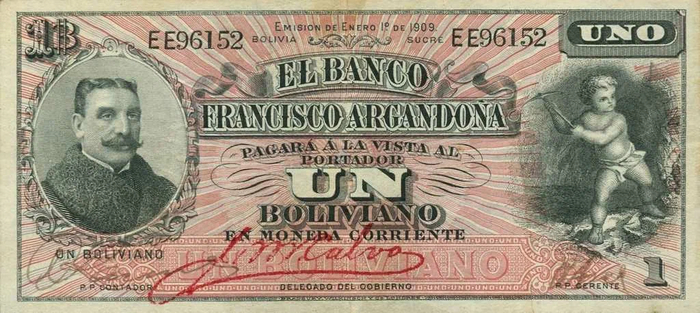 1B
EMISION DE ENERO 1º DE 1909.
EE96152 BOLIVIA SUCRE EE96152
UNO
EL BANCO
FRANCISCO ARGANDOÑA
PAGARÁ Á LA VISTA AL
PORTADOR
UN
BOLIVIANO
EN MONEDA CORRIENTE
UN BOLIVIANO
UN BOLIVIANO
1
P.P. CONTADOR DELEGADO DEL GOBIERNO P.P. GERENTE